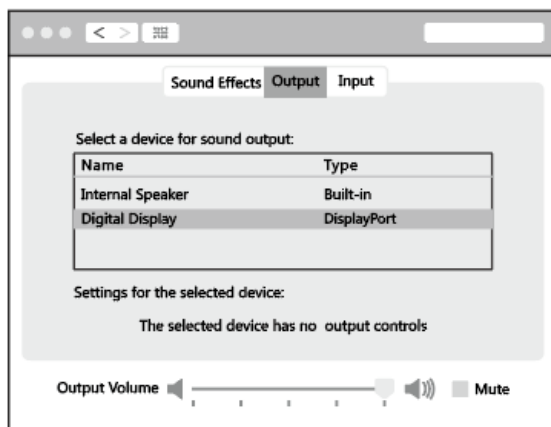 Sound Effects Output Input
Select a device for sound output:
Name Type
Internal Speaker Built-in
Digital Display DisplayPort
Settings for the selected device:
The selected device has no output controls
Output Volume Mute